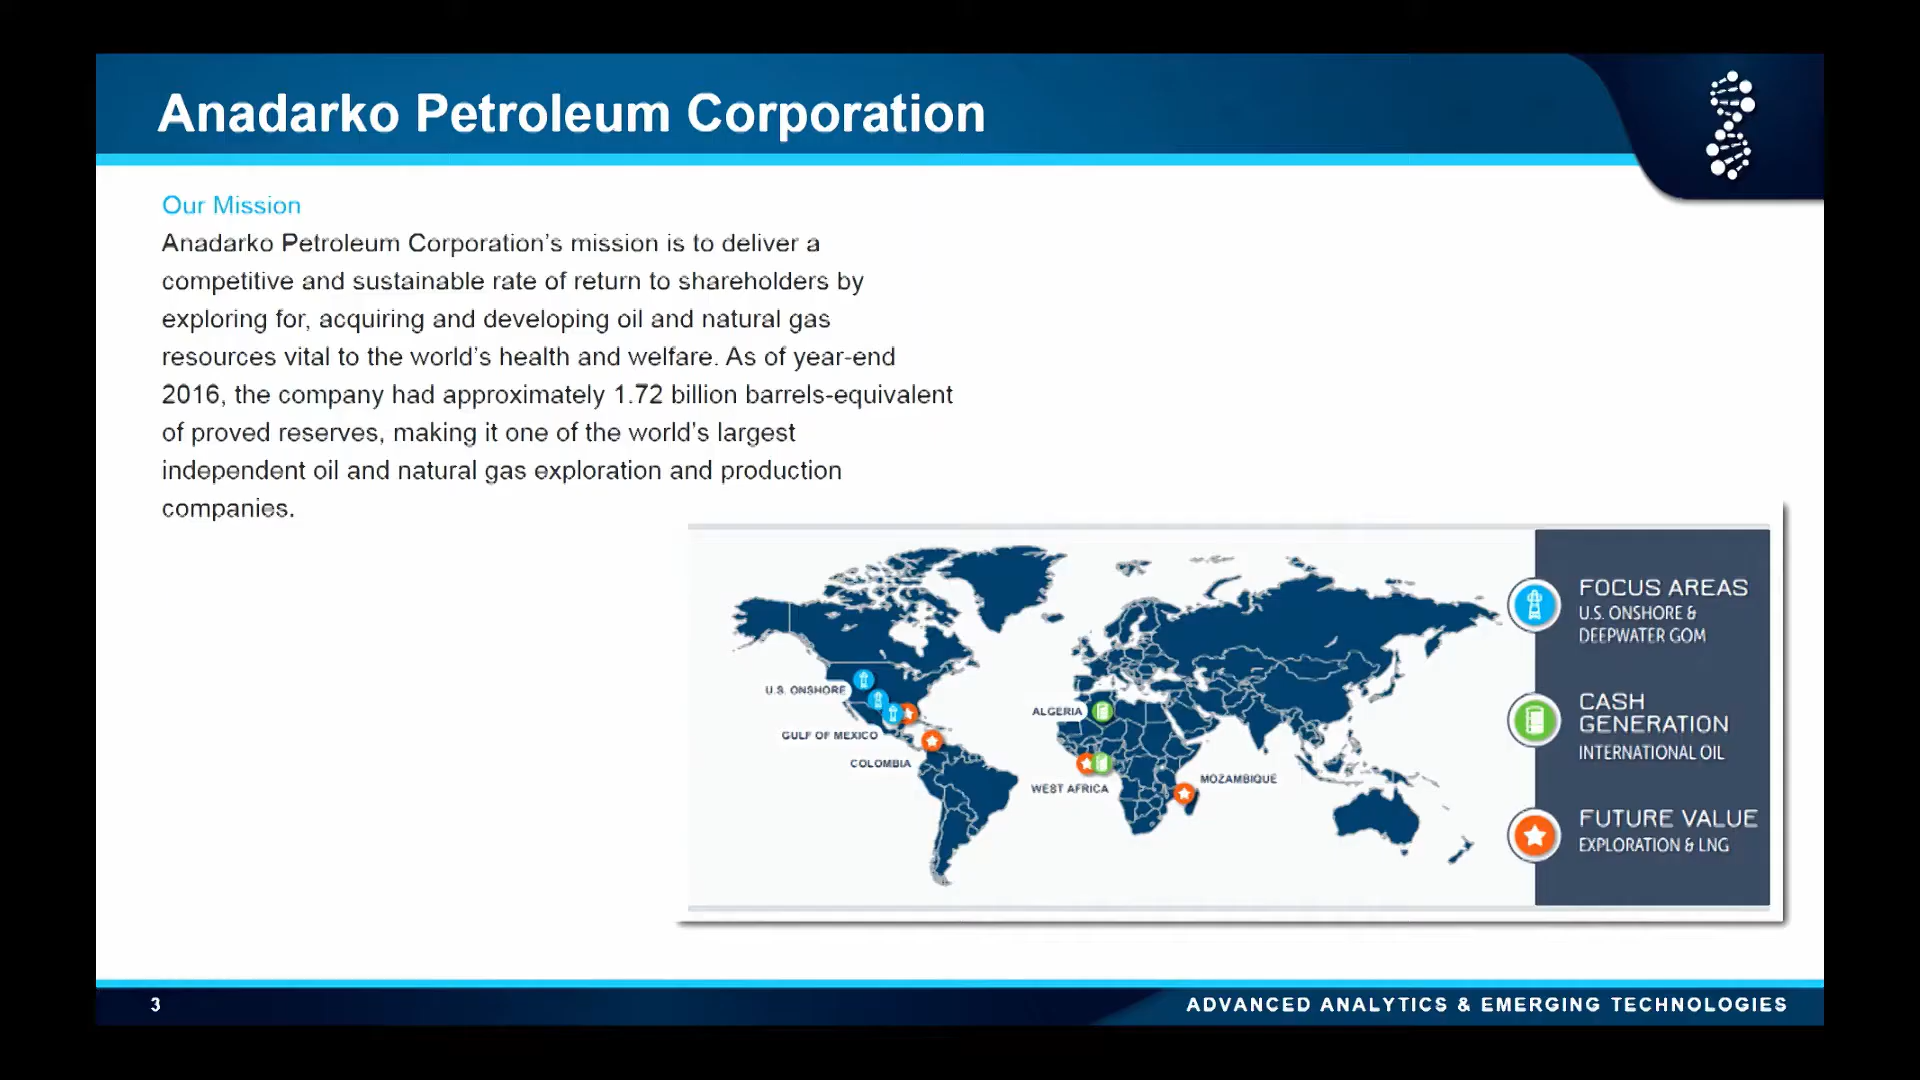 Anadarko Petroleum Corporation
Our Mission
Anadarko Petroleum Corporation’s mission is to deliver a
competitive and sustainable rate of return to shareholders by
exploring for, acquiring and developing oil and natural gas
resources vital to the world’s health and welfare. As of year-end
2016, the company had approximately 1.72 billion barrels-equivalent
of proved reserves, making it one of the world’s largest
independent oil and natural gas exploration and production
companies.
U.S. ONSHORE
GULF OF MEXICO
COLOMBIA
ALGERIA
WEST AFRICA
MOZAMBIQUE
FOCUS AREAS
U.S. ONSHORE &
DEEPWATER GOM
CASH
GENERATION
INTERNATIONAL OIL
FUTURE VALUE
EXPLORATION & LNG
3
ADVANCED ANALYTICS & EMERGING TECHNOLOGIES